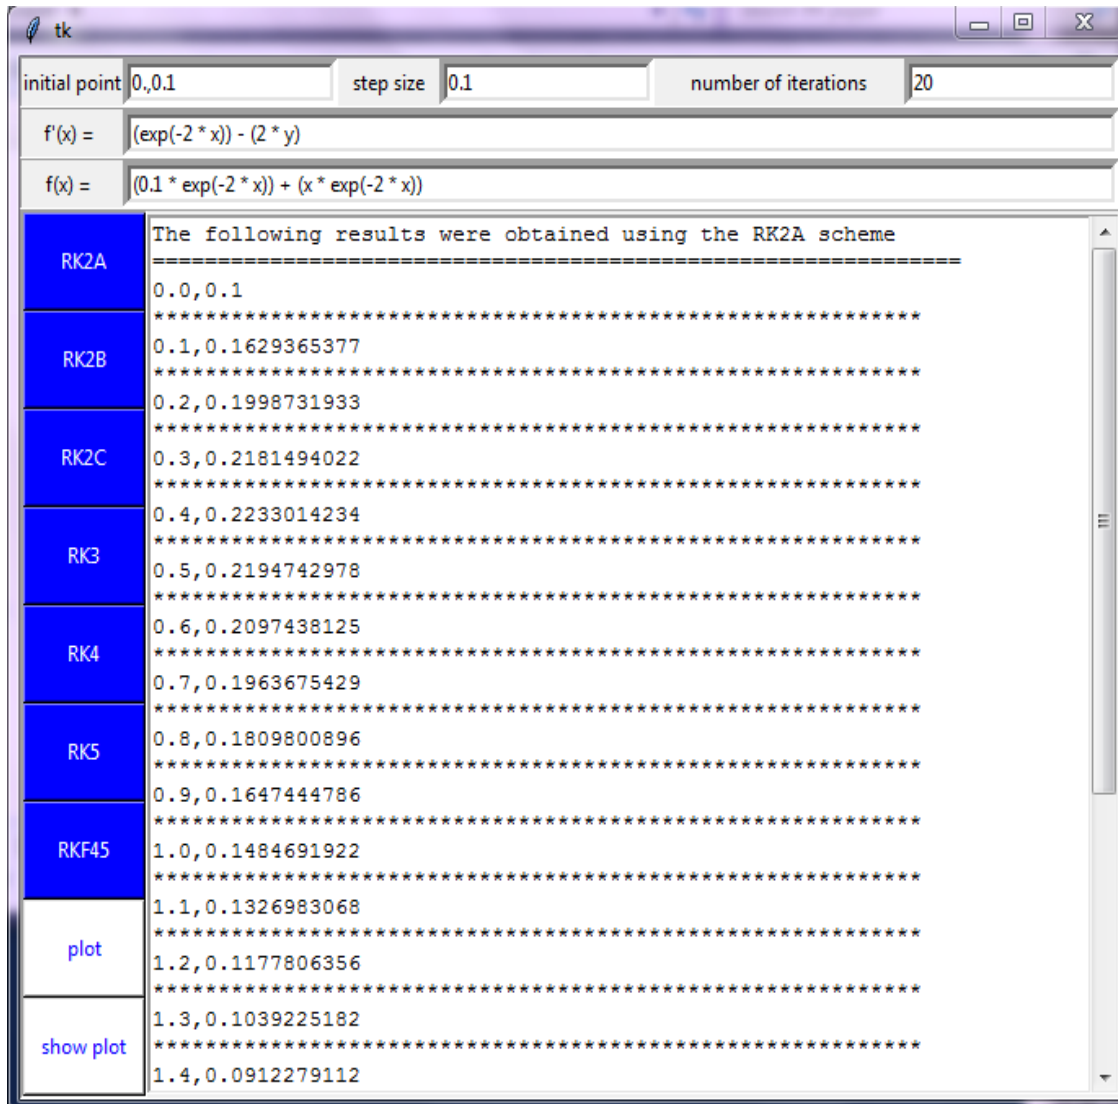 tk
initial point 0.,0.1 step size 0.1 number of iterations 20
f'(x) = (exp(-2 * x)) - (2 * y)
f(x) = (0.1 * exp(-2 * x)) + (x * exp(-2 * x))
RK2A
RK2B
RK2C
RK3
RK4
RK5
RKF45
plot
show plot
The following results were obtained using the RK2A scheme
==============================================================
0.0,0.1
***********************************************************
0.1,0.1629365377
***********************************************************
0.2,0.1998731933
***********************************************************
0.3,0.2181494022
***********************************************************
0.4,0.2233014234
***********************************************************
0.5,0.2194742978
***********************************************************
0.6,0.2097438125
***********************************************************
0.7,0.1963675429
***********************************************************
0.8,0.1809800896
***********************************************************
0.9,0.1647444786
***********************************************************
1.0,0.1484691922
***********************************************************
1.1,0.1326983068
***********************************************************
1.2,0.1177806356
***********************************************************
1.3,0.1039225182
***********************************************************
1.4,0.0912279112